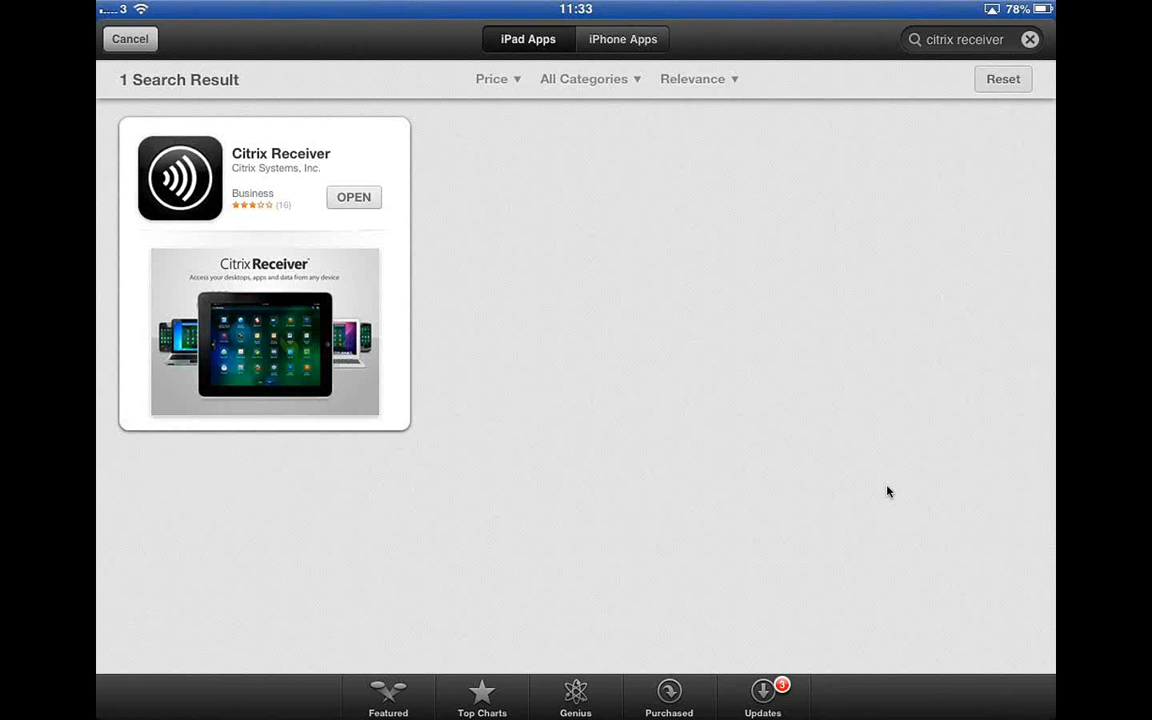 .....3 11:33 78%
Cancel iPad Apps iPhone Apps citrix receiver
1 Search Result Price ▼ All Categories ▼ Relevance ▼ Reset
Citrix Receiver
Citrix Systems, Inc.
Business
(16)
OPEN
Citrix Receiver
Access your desktops, apps and data from any device
3
Featured Top Charts Genius Purchased Updates